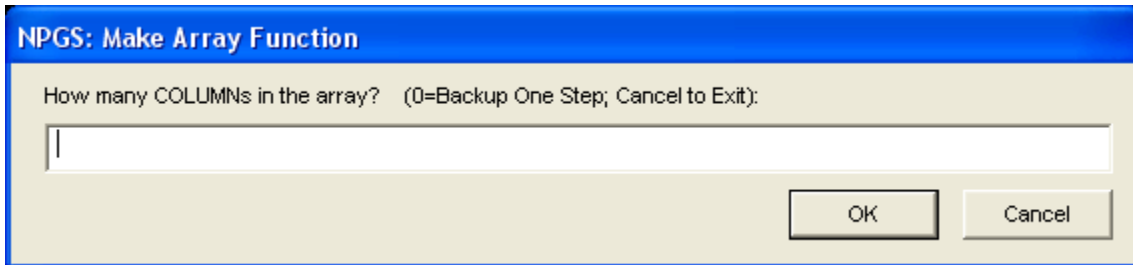 NPGS: Make Array Function
How many COLUMNs in the array? (0=Backup One Step; Cancel to Exit):
OK Cancel